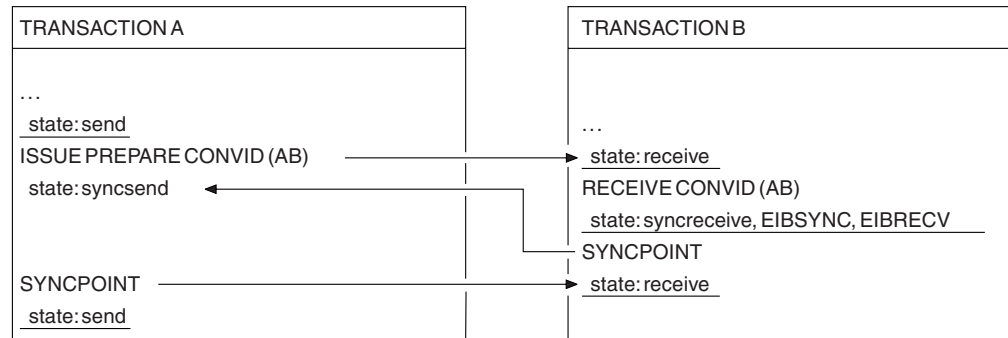 TRANSACTION A
...
state: send
ISSUE PREPARE CONVID (AB)
state: syncsend
SYNCPOINT
state: send
TRANSACTION B
...
state: receive
RECEIVE CONVID (AB)
state: syncreceive, EIBSYNC, EIBRECV
SYNCPOINT
state: receive